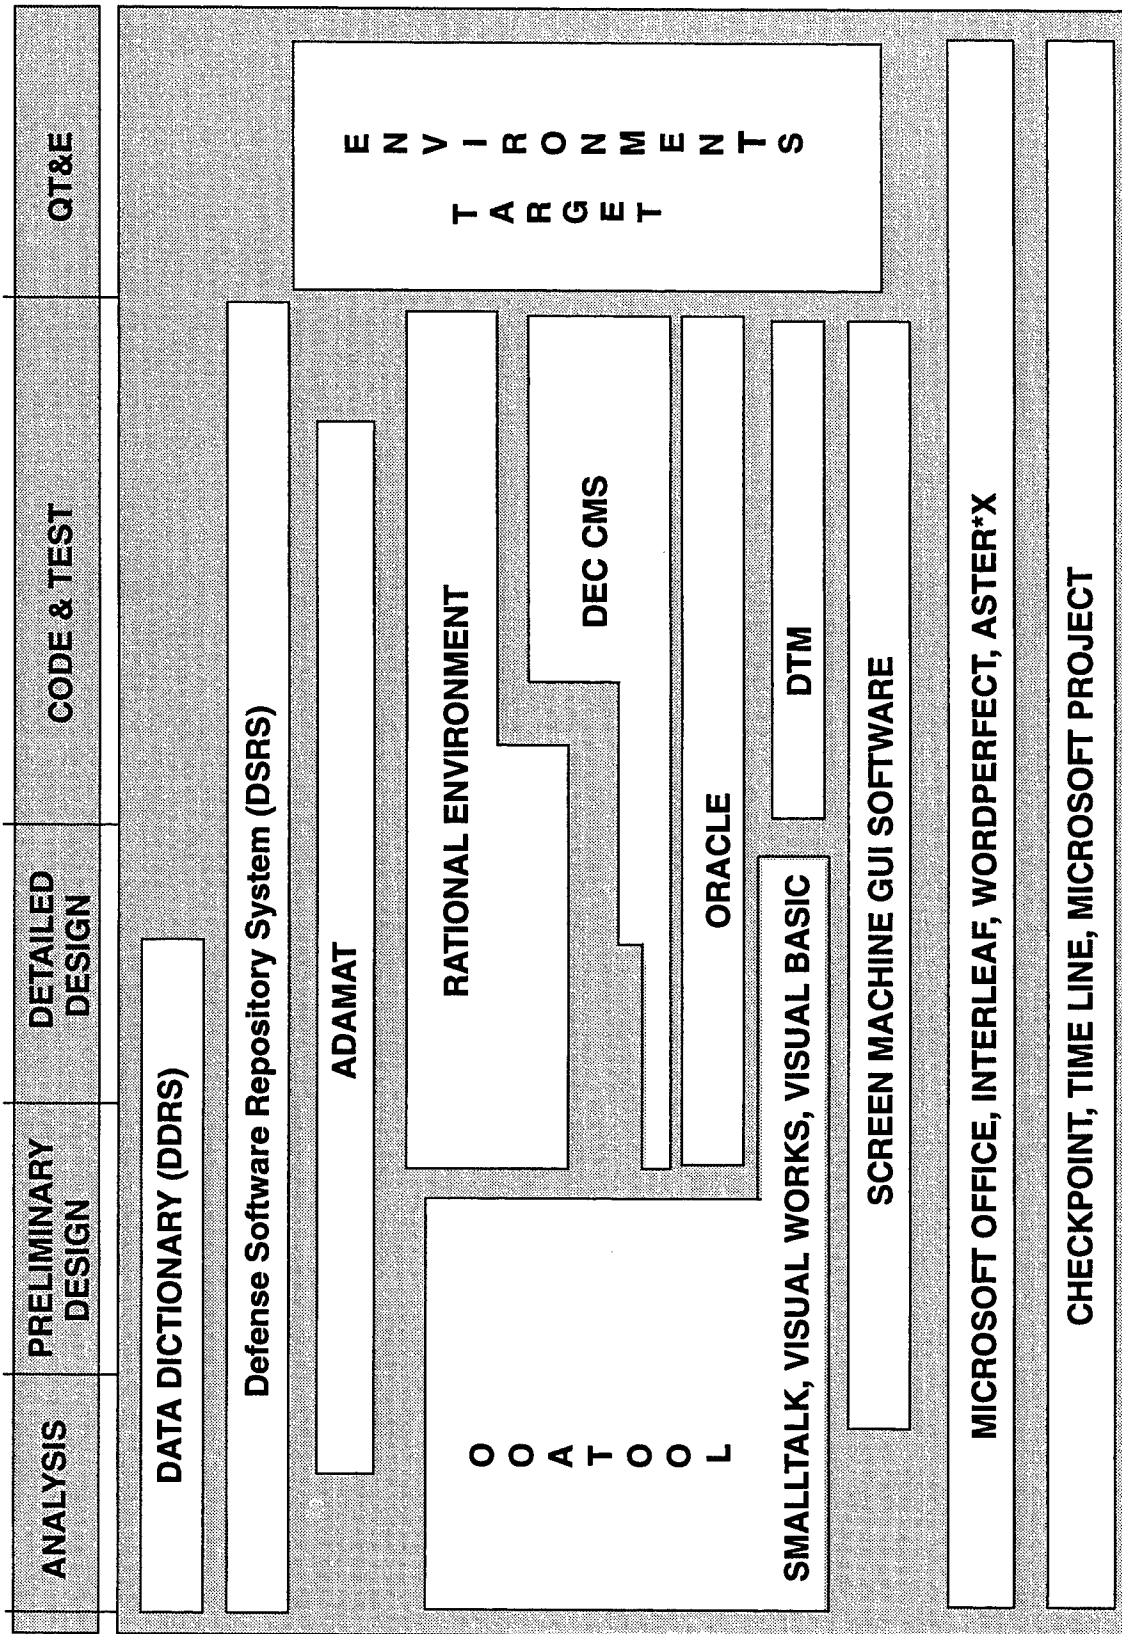 ANALYSIS
PRELIMINARY
DESIGN
DETAILED
DESIGN
CODE & TEST
QT&E
DATA DICTIONARY (DDRS)
Defense Software Repository System (DSRS)
ADAMAT
RATIONAL ENVIRONMENT
DEC CMS
ORACLE
OOATOOL
SMALLTALK, VISUAL WORKS, VISUAL BASIC
DTM
SCREEN MACHINE GUI SOFTWARE
TARGET
ENVIRONMENTS
MICROSOFT OFFICE, INTERLEAF, WORDPERFECT, ASTER*X
CHECKPOINT, TIME LINE, MICROSOFT PROJECT